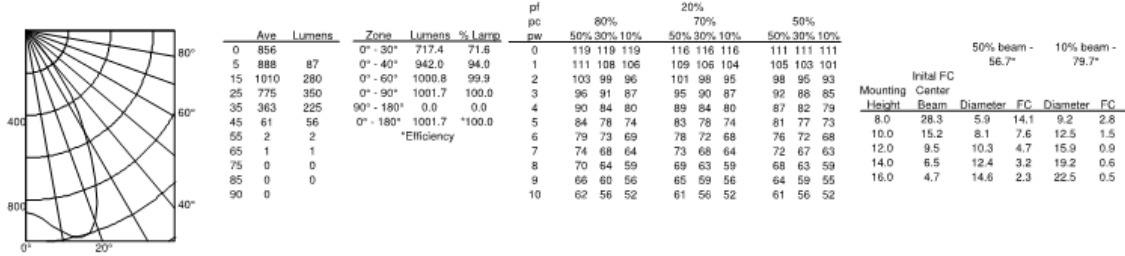 80°
60°
400
800
40°
0°
20°
Ave Lumens
0 856
5 888 87
15 1010 280
25 775 350
35 363 225
45 61 56
55 2 2
65 1 1
75 0 0
85 0 0
90 0
Zone Lumens % Lamp
0° - 30° 717.4 71.6
0° - 40° 942.0 94.0
0° - 60° 1000.8 99.9
0° - 90° 1001.7 100.0
90° - 180° 0.0 0.0
0° - 180° 1001.7 *100.0
*Efficiency
pf 20%
pc 80% 70% 50%
pw 50% 30% 10% 50% 30% 10% 50% 30% 10%
0 119 119 119 116 116 116 111 111 111
1 111 108 106 109 106 104 105 103 101
2 103 99 96 101 98 95 98 95 93
3 96 91 87 95 90 87 92 88 85
4 90 84 80 89 84 80 87 82 79
5 84 78 74 83 78 74 81 77 73
6 79 73 69 78 72 68 76 72 68
7 74 68 64 73 68 64 72 67 63
8 70 64 59 69 63 59 68 63 59
9 66 60 56 65 59 56 64 59 55
10 62 56 52 61 56 52 61 56 52
50% beam - 10% beam -
56.7° 79.7°
Inital FC
Mounting Center
Height Beam Diameter FC Diameter FC
8.0 28.3 5.9 14.1 9.2 2.8
10.0 15.2 8.1 7.6 12.5 1.5
12.0 9.5 10.3 4.7 15.9 0.9
14.0 6.5 12.4 3.2 19.2 0.6
16.0 4.7 14.6 2.3 22.5 0.5